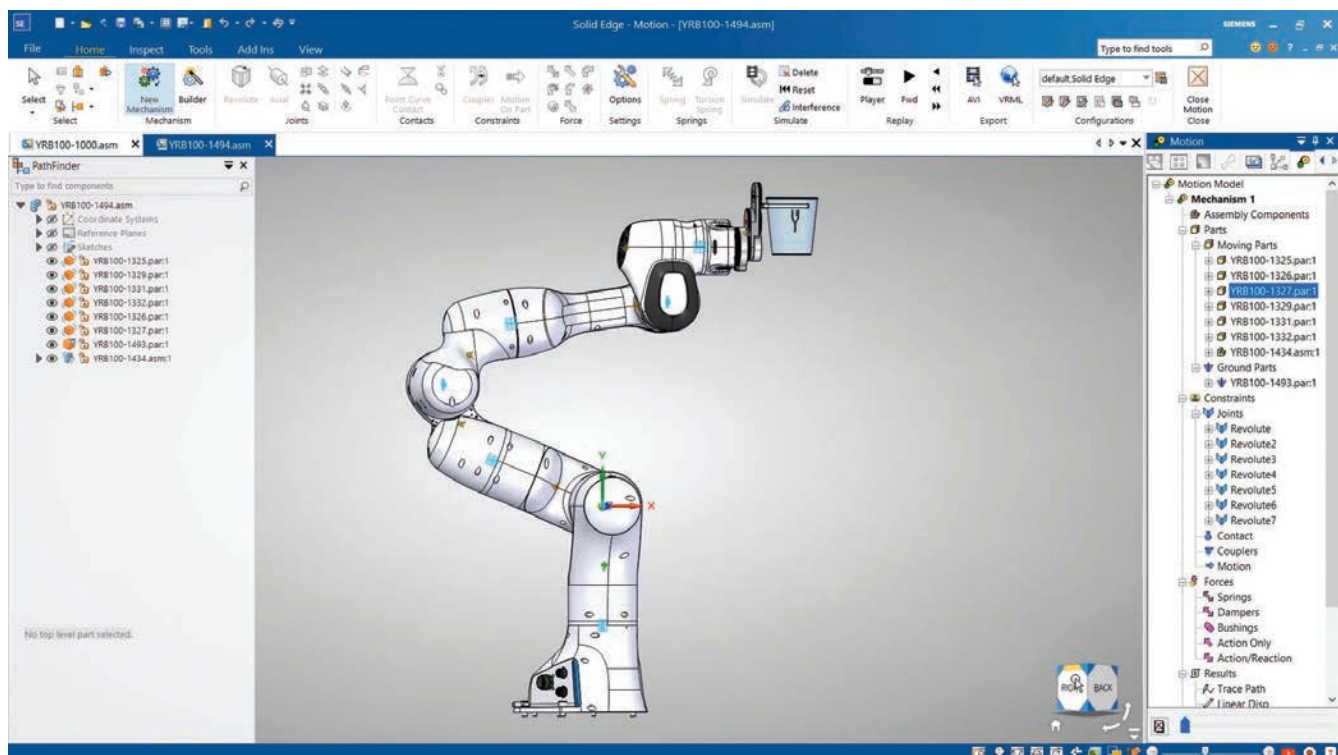 SE
Solid Edge - Motion - [YRB100-1494.asm]
SIEMENS
File Home Inspect Tools Add Ins View
Type to find tools
Select
Select
New Mechanism
Builder
Mechanism
Revolute
Axial
Joints
Point Curve Contact
Contacts
Coupler
Motion On Part
Constraints
Force
Options
Settings
Spring
Torsion Spring
Springs
Simulate
Delete
Reset
Interference
Simulate
Player
Fwd
Replay
AVI
VRML
Export
default,Solid Edge
Configurations
Close Motion
Close
YRB100-1000.asm
YRB100-1494.asm
PathFinder
Type to find components
YRB100-1494.asm
Coordinate Systems
Reference Planes
Sketches
YRB100-1325.par:1
YRB100-1329.par:1
YRB100-1331.par:1
YRB100-1332.par:1
YRB100-1326.par:1
YRB100-1327.par:1
YRB100-1493.par:1
YRB100-1434.asm:1
No top level part selected.
Y
X
BACK
Motion
Motion Model
Mechanism 1
Assembly Components
Parts
Moving Parts
YRB100-1325.par:1
YRB100-1326.par:1
YRB100-1327.par:1
YRB100-1329.par:1
YRB100-1331.par:1
YRB100-1332.par:1
YRB100-1434.asm:1
Ground Parts
YRB100-1493.par:1
Constraints
Joints
Revolute
Revolute2
Revolute3
Revolute4
Revolute5
Revolute6
Revolute7
Contact
Couplers
Motion
Forces
Springs
Dampers
Bushings
Action Only
Action/Reaction
Results
Trace Path
Linear Disp